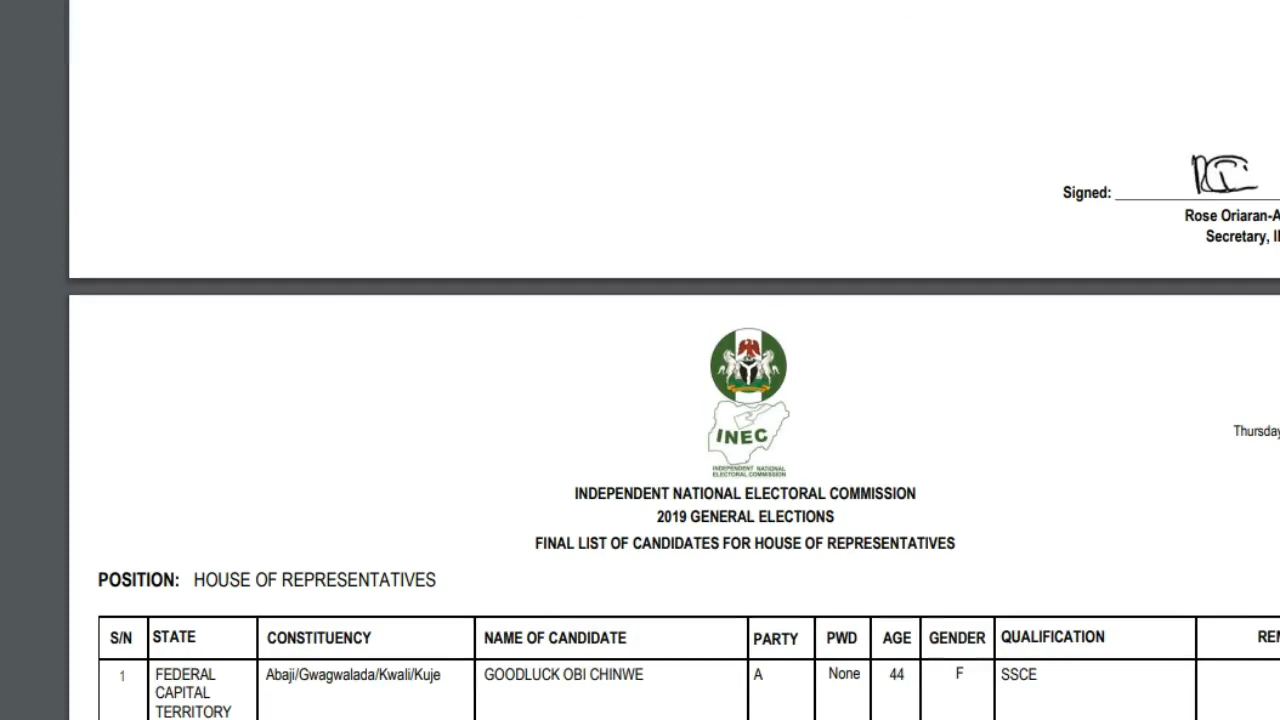 Signed:
Rose Oriaran-A
Secretary, I
INEC
INDEPENDENT NATIONAL
ELECTORAL COMMISSION
Thursday
INDEPENDENT NATIONAL ELECTORAL COMMISSION
2019 GENERAL ELECTIONS
FINAL LIST OF CANDIDATES FOR HOUSE OF REPRESENTATIVES
POSITION: HOUSE OF REPRESENTATIVES
S/N STATE CONSTITUENCY NAME OF CANDIDATE PARTY PWD AGE GENDER QUALIFICATION REM
1 FEDERAL Abaji/Gwagwalada/Kwali/Kuje GOODLUCK OBI CHINWE A None 44 F SSCE
CAPITAL
TERRITORY